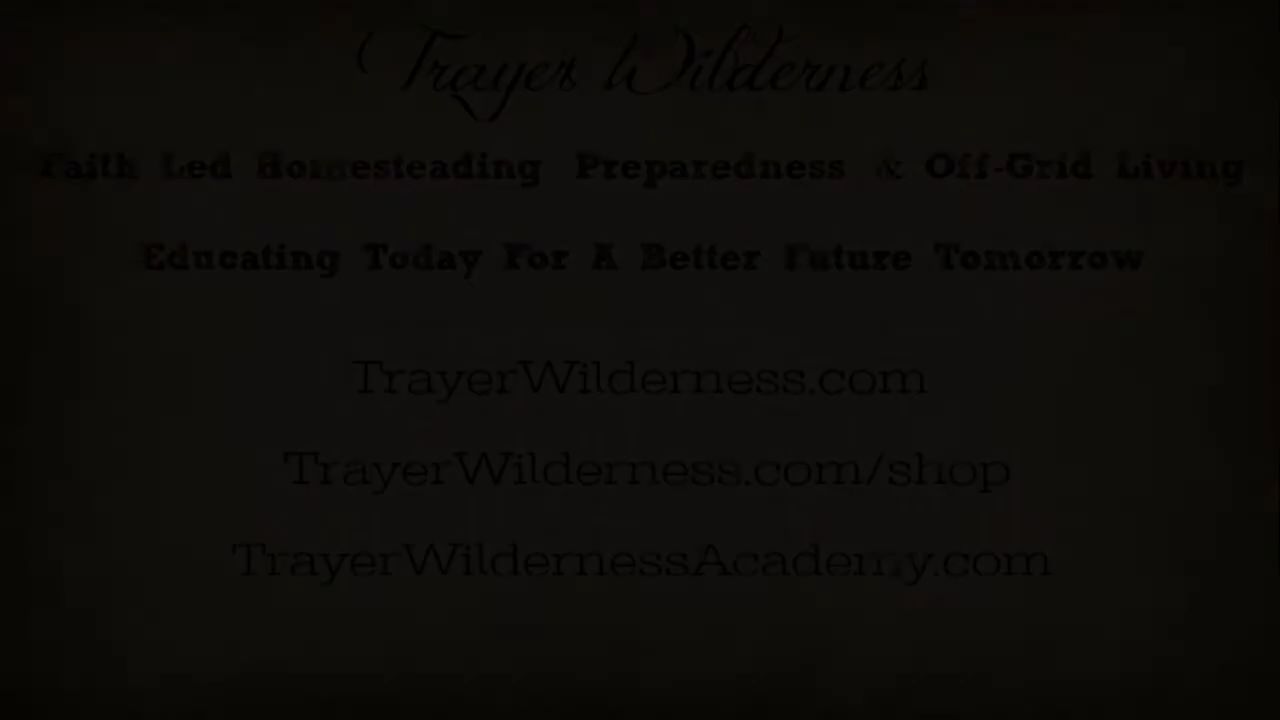 Trayer Wilderness
Faith Led Homesteading Preparedness & Off-Grid Living
Educating Today For A Better Future Tomorrow
TrayerWilderness.com
TrayerWilderness.com/shop
TrayerWildernessAcademy.com